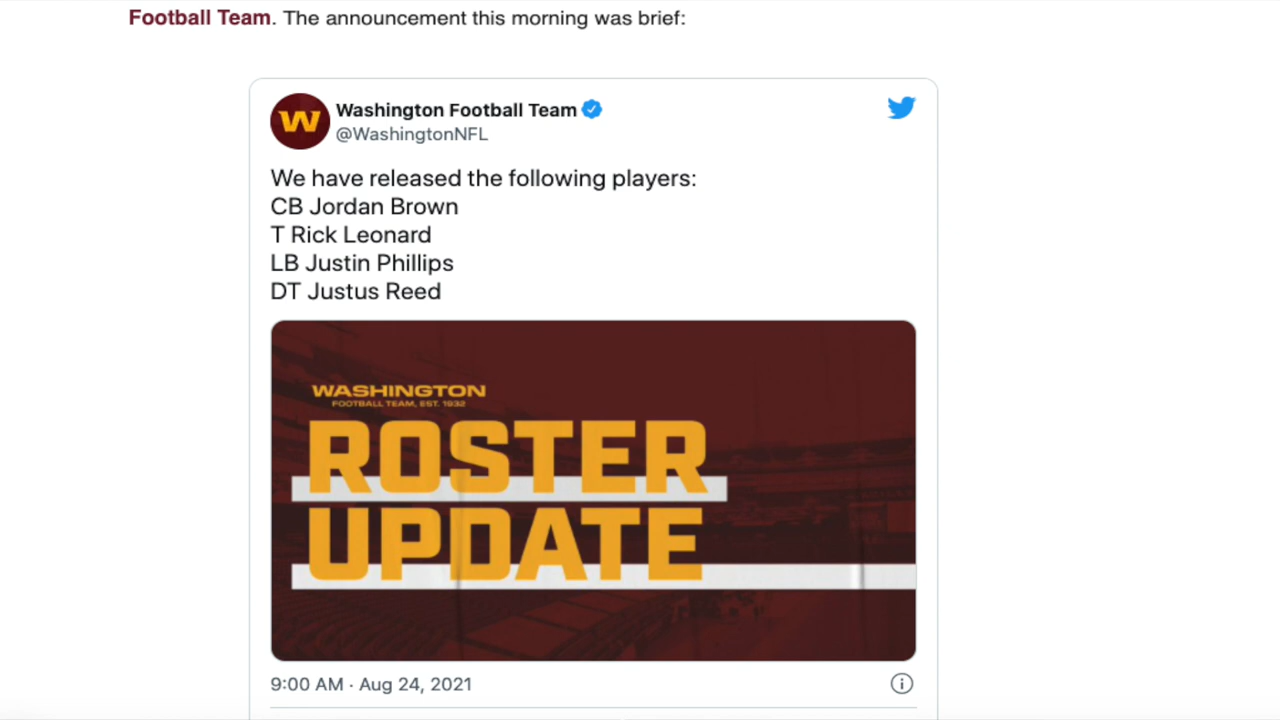 Football Team. The announcement this morning was brief:
W
Washington Football Team
@WashingtonNFL
We have released the following players:
CB Jordan Brown
T Rick Leonard
LB Justin Phillips
DT Justus Reed
WASHINGTON
FOOTBALL TEAM, EST. 1932
ROSTER
UPDATE
9:00 AM · Aug 24, 2021